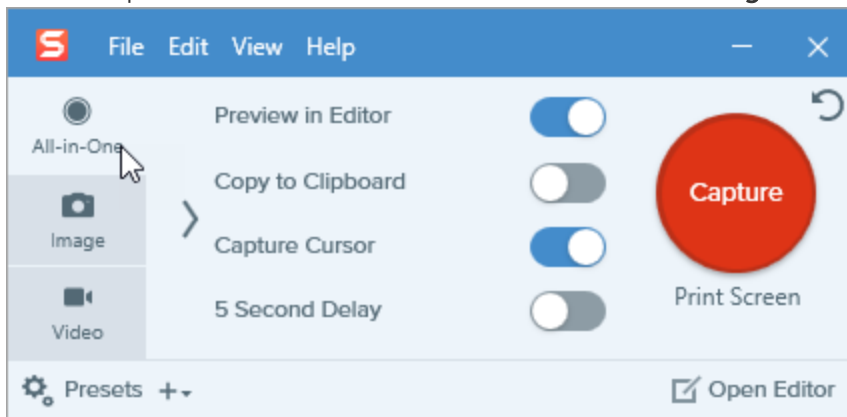 S File Edit View Help
All-in-One
Image
Video
Preview in Editor
Copy to Clipboard
Capture Cursor
5 Second Delay
Capture
Print Screen
Presets
Open Editor